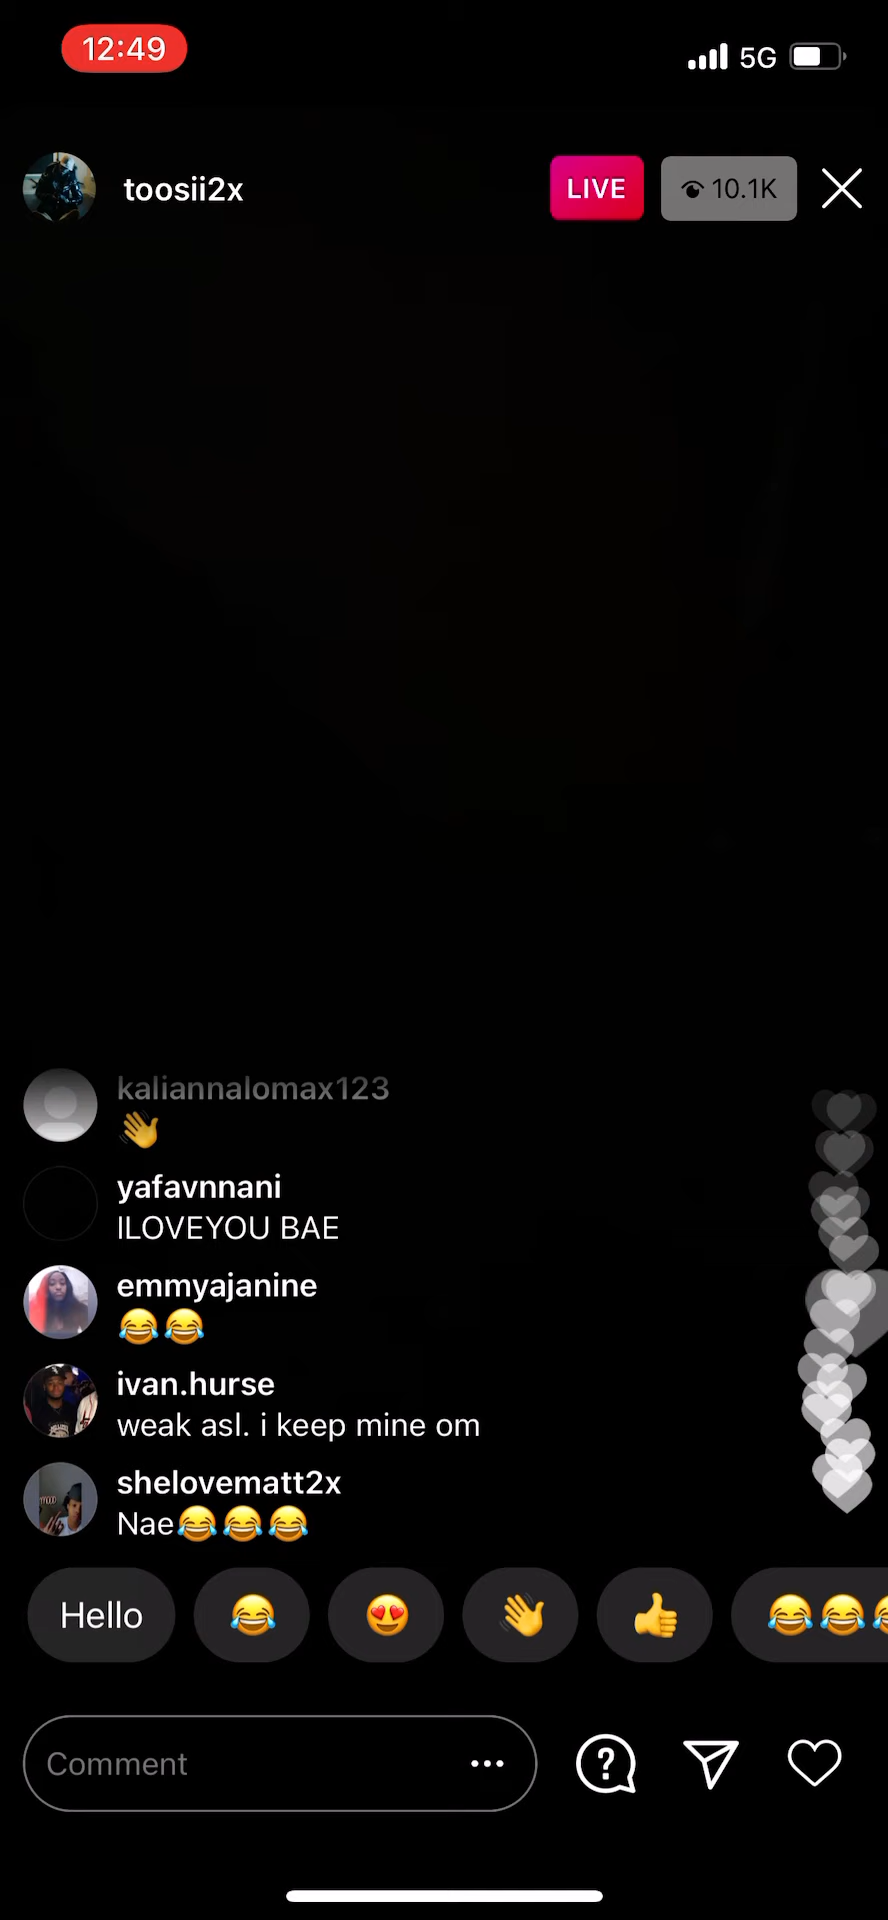 12:49
5G
toosii2x
LIVE
10.1K
kaliannalomax123
👋
yafavnnani
ILOVEYOU BAE
emmyajanine
😂😂
ivan.hurse
weak asl. i keep mine om
shelovematt2x
Nae😂😂😂
Hello
Comment